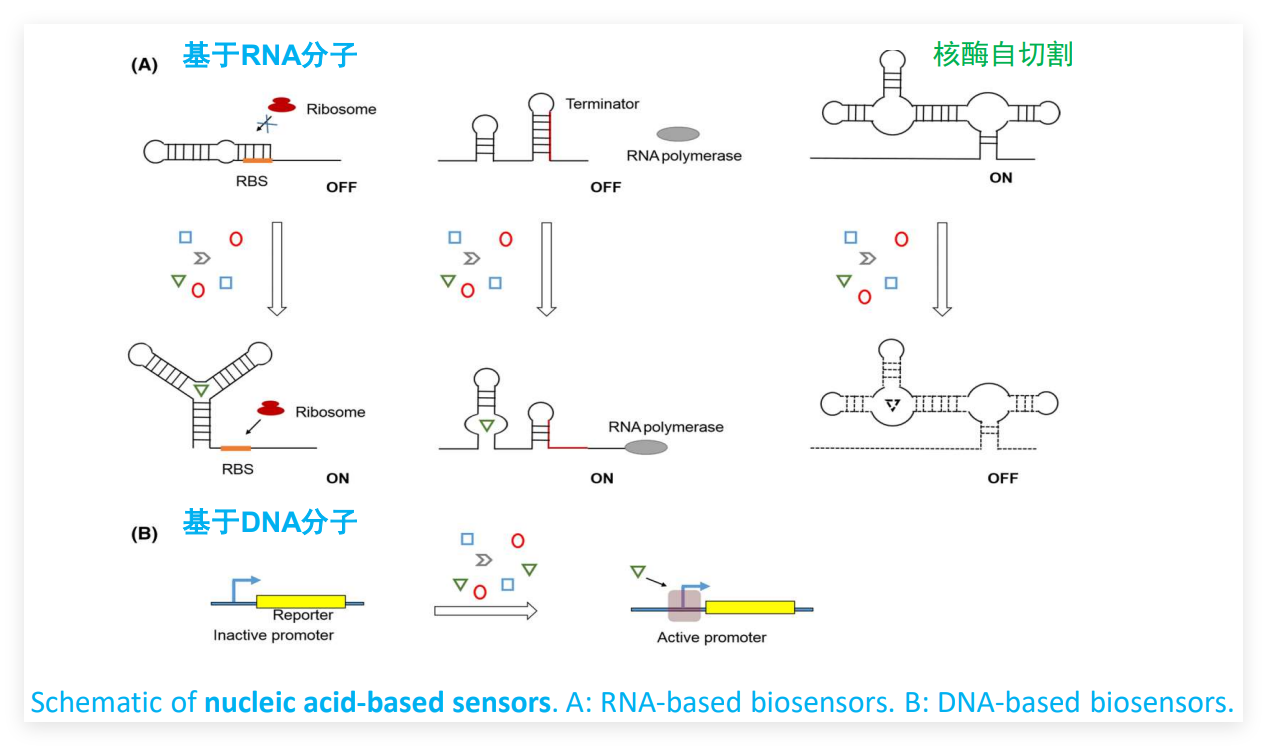 (A) 基于RNA分子 核酶自切割
Ribosome
RBS
OFF
Terminator
RNA polymerase
OFF
ON
Ribosome
RBS
ON
RNA polymerase
ON
OFF
(B) 基于DNA分子
Reporter
Inactive promoter
Active promoter
Schematic of nucleic acid-based sensors. A: RNA-based biosensors. B: DNA-based biosensors.